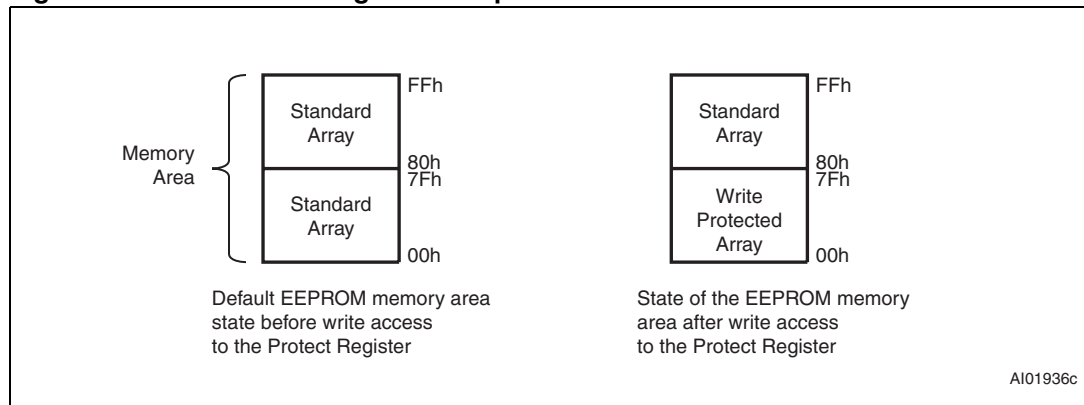 FFh
Standard
Array
80h
7Fh
Standard
Array
00h
Memory
Area
Default EEPROM memory area
state before write access
to the Protect Register
FFh
Standard
Array
80h
7Fh
Write
Protected
Array
00h
State of the EEPROM memory
area after write access
to the Protect Register
AI01936c